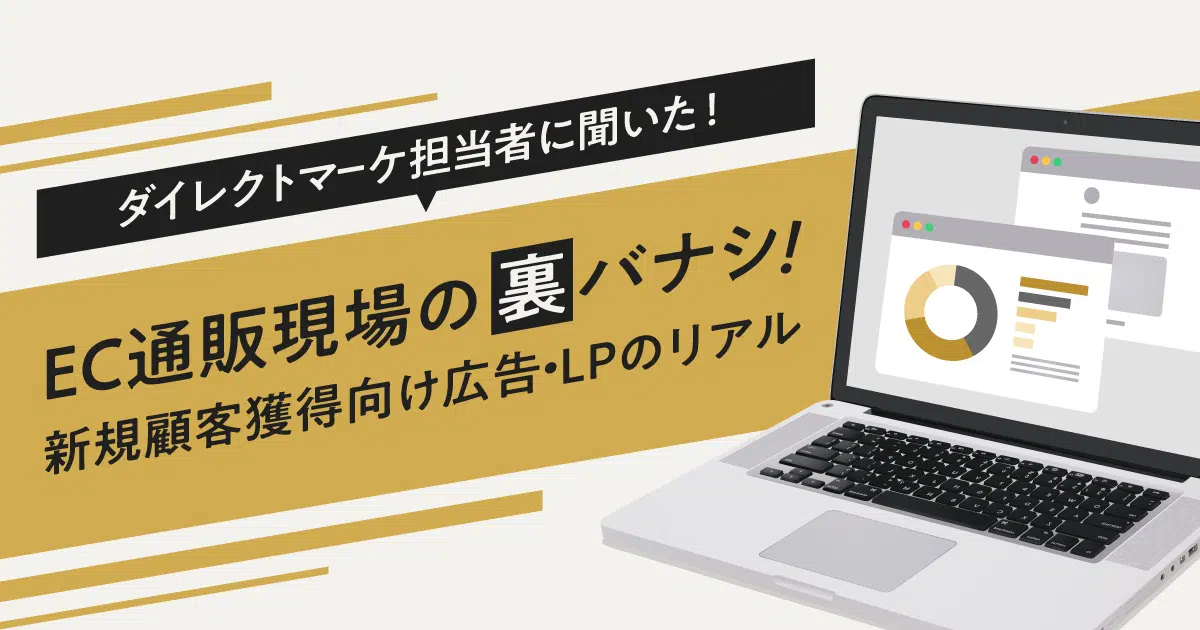 ダイレクトマーケ担当者に聞いた!
EC通販現場の裏バナシ!
新規顧客獲得向け広告・LPのリアル